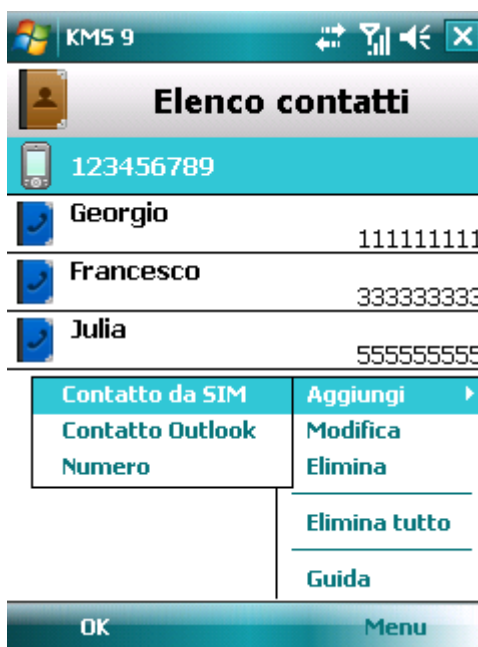 KMS 9
Elenco contatti
123456789
Georgio
111111111
Francesco
333333333
Julia
555555555
Contatto da SIM
Contatto Outlook
Numero
Aggiungi
Modifica
Elimina
Elimina tutto
Guida
OK
Menu